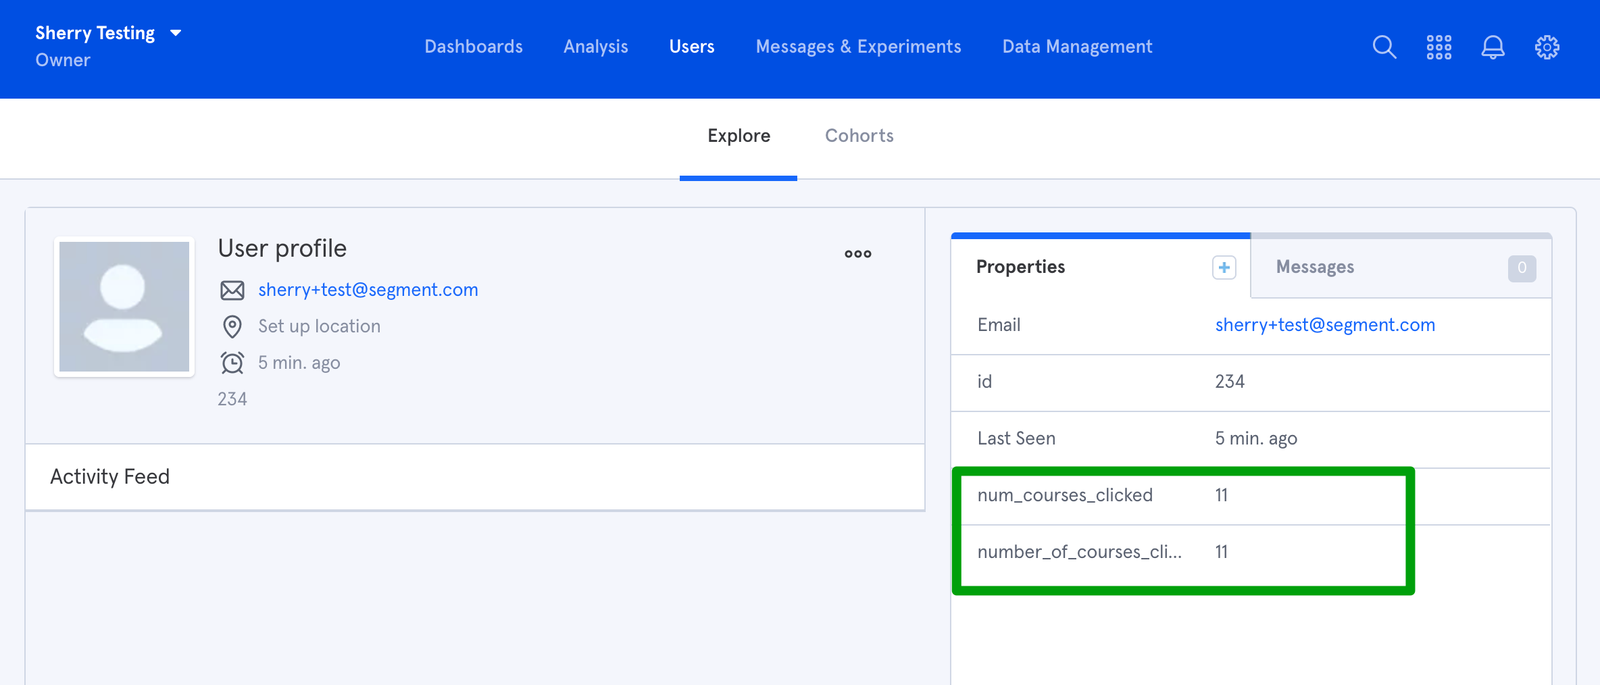 Sherry Testing
Owner
Dashboards Analysis Users Messages & Experiments Data Management
Explore Cohorts
User profile
sherry+test@segment.com
Set up location
5 min. ago
234
Activity Feed
Properties Messages 0
Email sherry+test@segment.com
id 234
Last Seen 5 min. ago
num_courses_clicked 11
number_of_courses_cli... 11